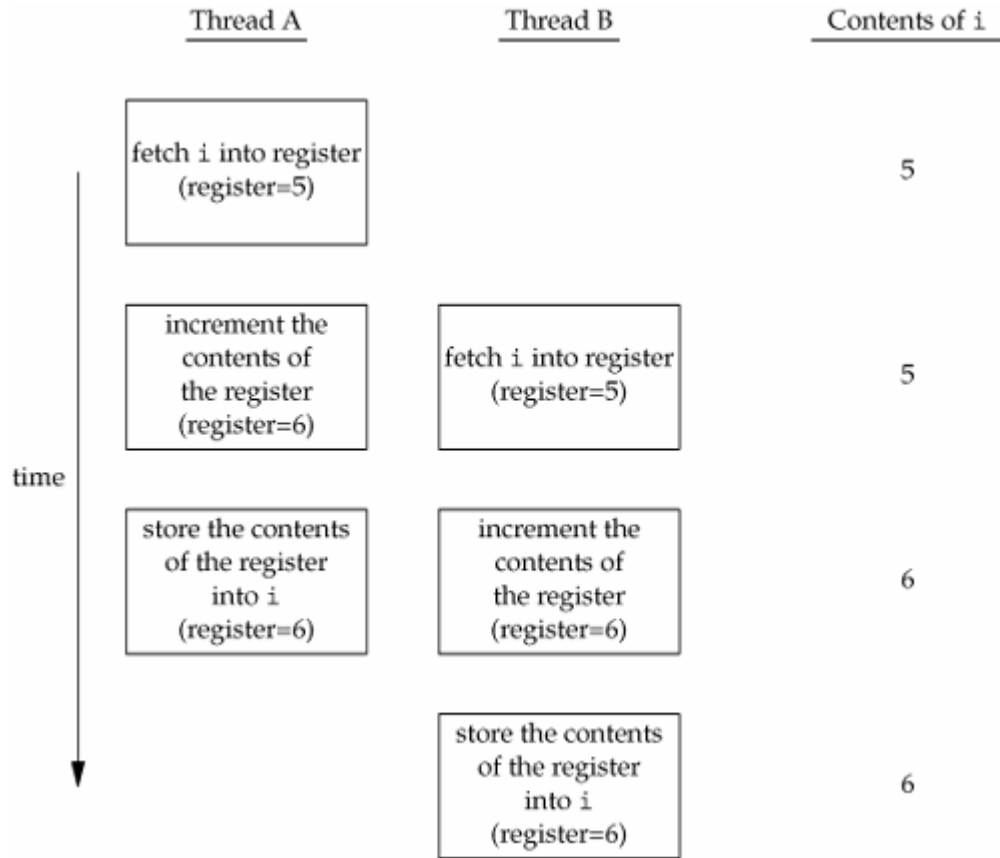 Thread A
Thread B
Contents of i
fetch i into register
(register=5)
5
increment the
contents of
the register
(register=6)
fetch i into register
(register=5)
5
time
store the contents
of the register
into i
(register=6)
increment the
contents of
the register
(register=6)
6
store the contents
of the register
into i
(register=6)
6